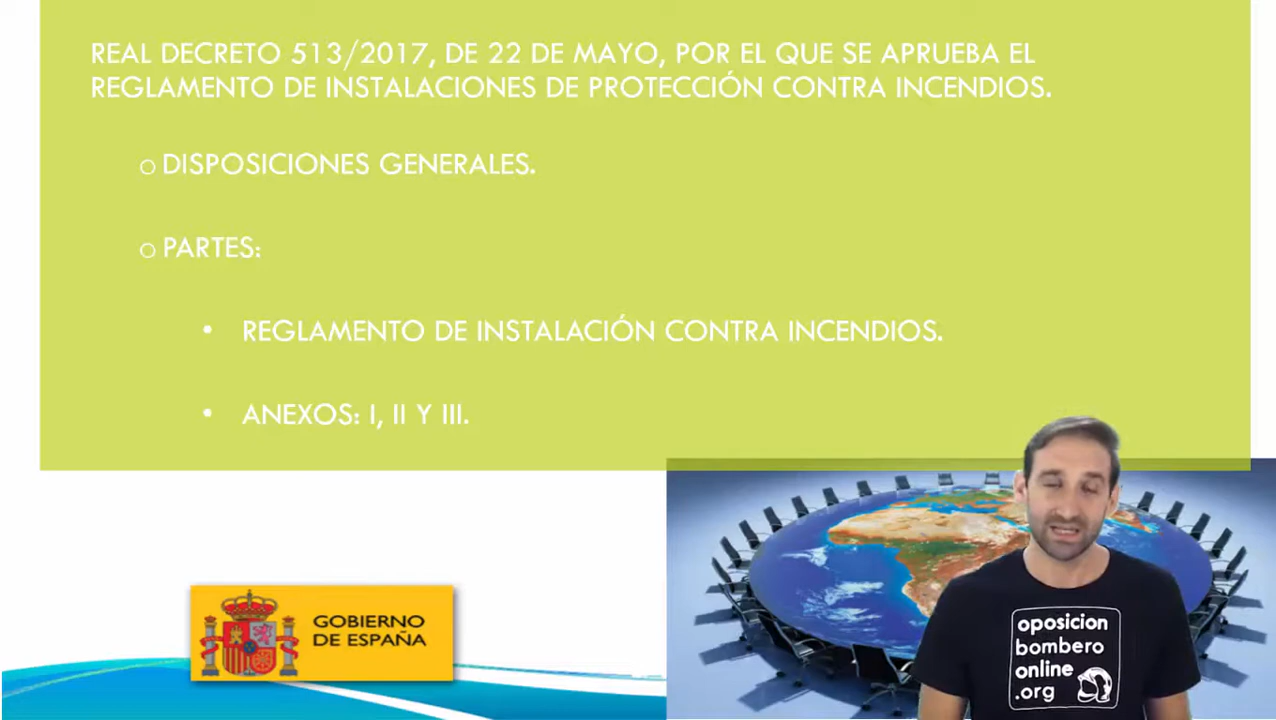 REAL DECRETO 513/2017, DE 22 DE MAYO, POR EL QUE SE APRUEBA EL
REGLAMENTO DE INSTALACIONES DE PROTECCIÓN CONTRA INCENDIOS.
o DISPOSICIONES GENERALES.
o PARTES:
• REGLAMENTO DE INSTALACIÓN CONTRA INCENDIOS.
• ANEXOS: I, II Y III.
GOBIERNO
DE ESPAÑA
oposicion
bombero
online
.org